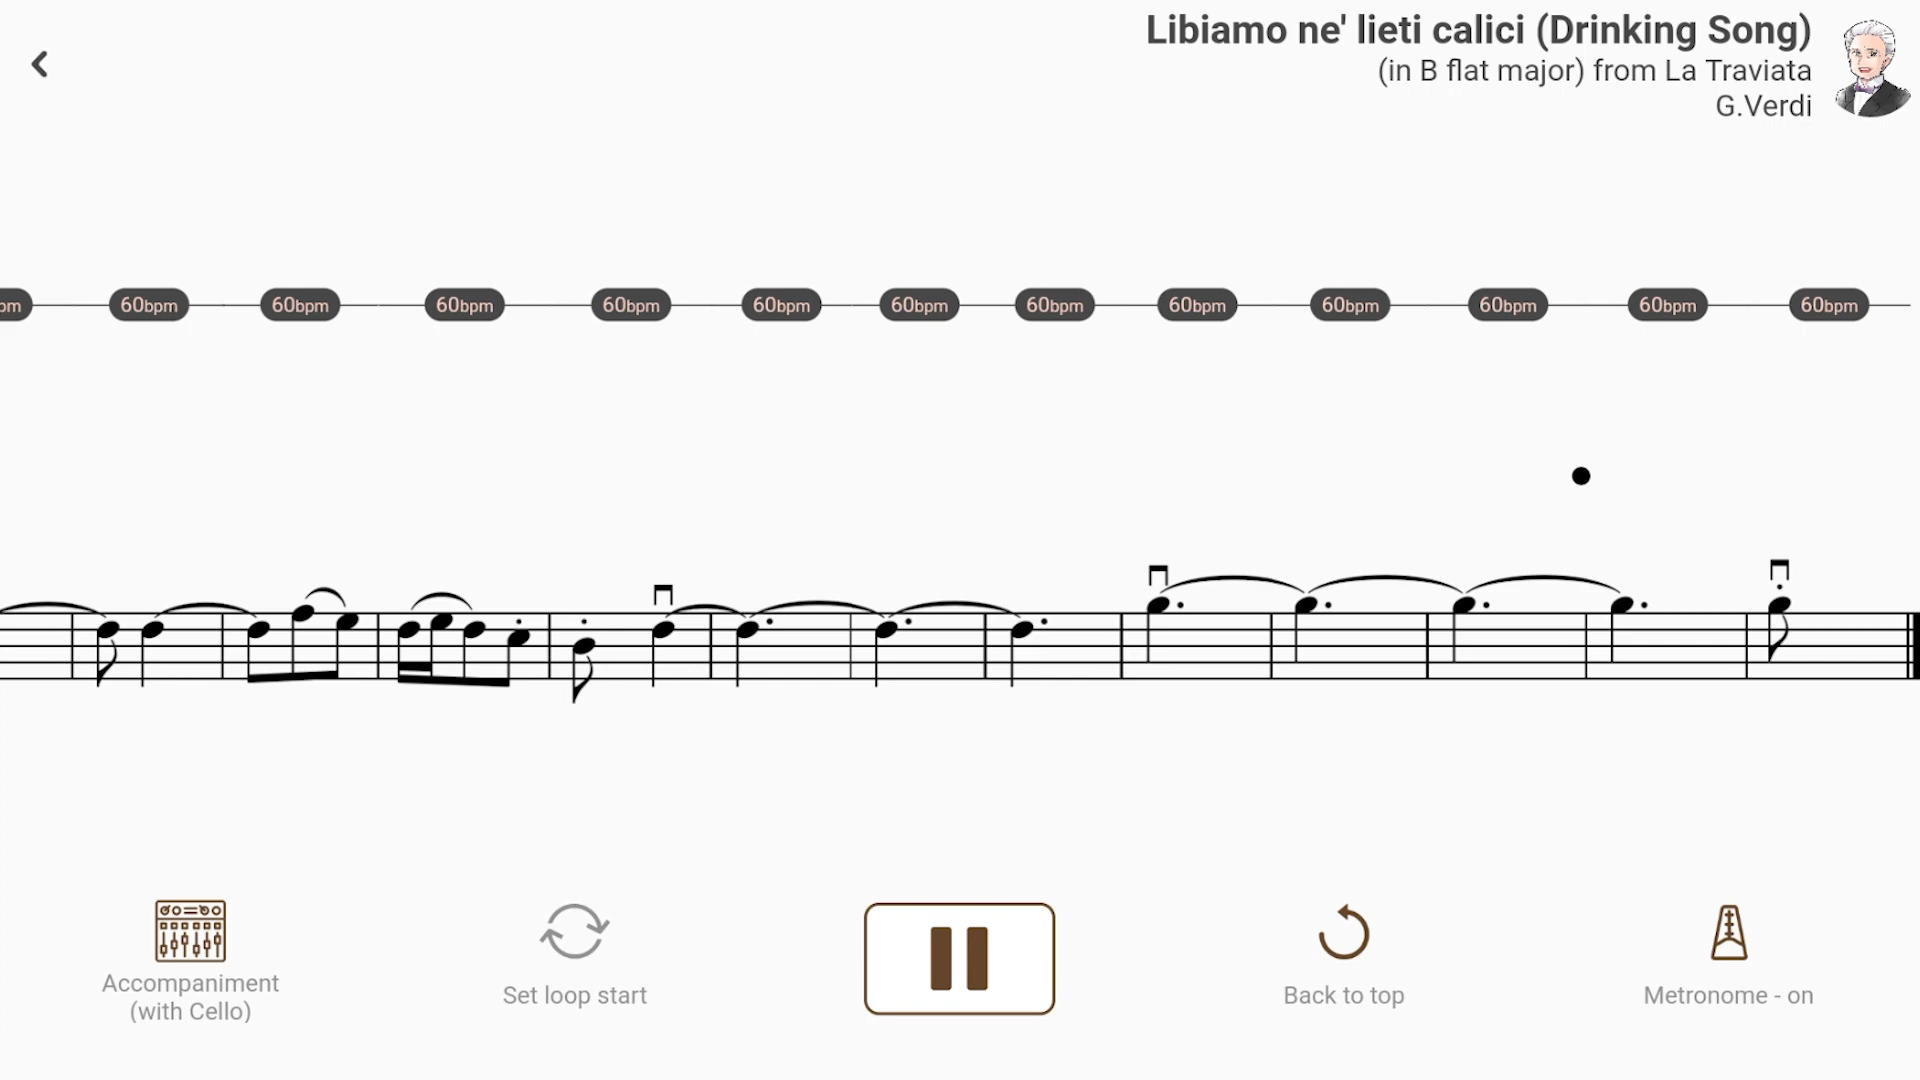 Libiamo ne' lieti calici (Drinking Song)
(in B flat major) from La Traviata
G.Verdi
pm 60bpm 60bpm 60bpm 60bpm 60bpm 60bpm 60bpm 60bpm 60bpm 60bpm 60bpm 60bpm
Accompaniment
(with Cello)
Set loop start
Back to top
Metronome - on